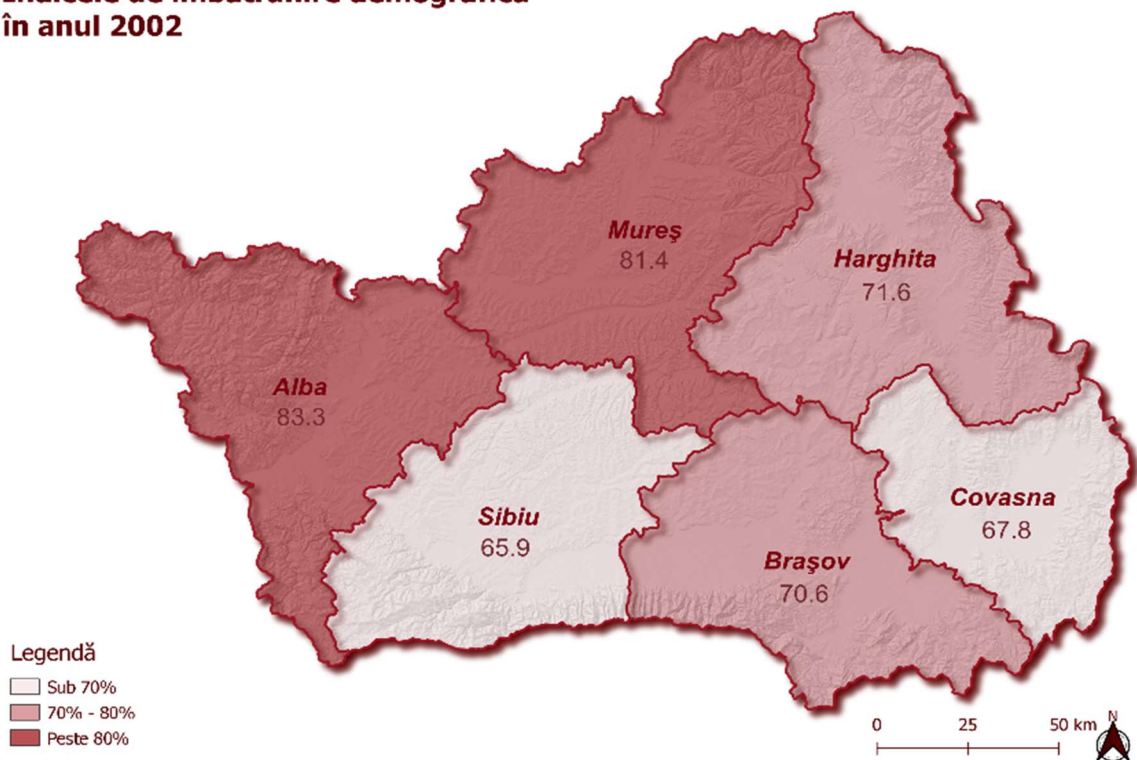 în anul 2002
Mureş
81.4
Harghita
71.6
Alba
83.3
Sibiu
65.9
Covasna
67.8
Braşov
70.6
Legendă
Sub 70%
70% - 80%
Peste 80%
0 25 50 km
N